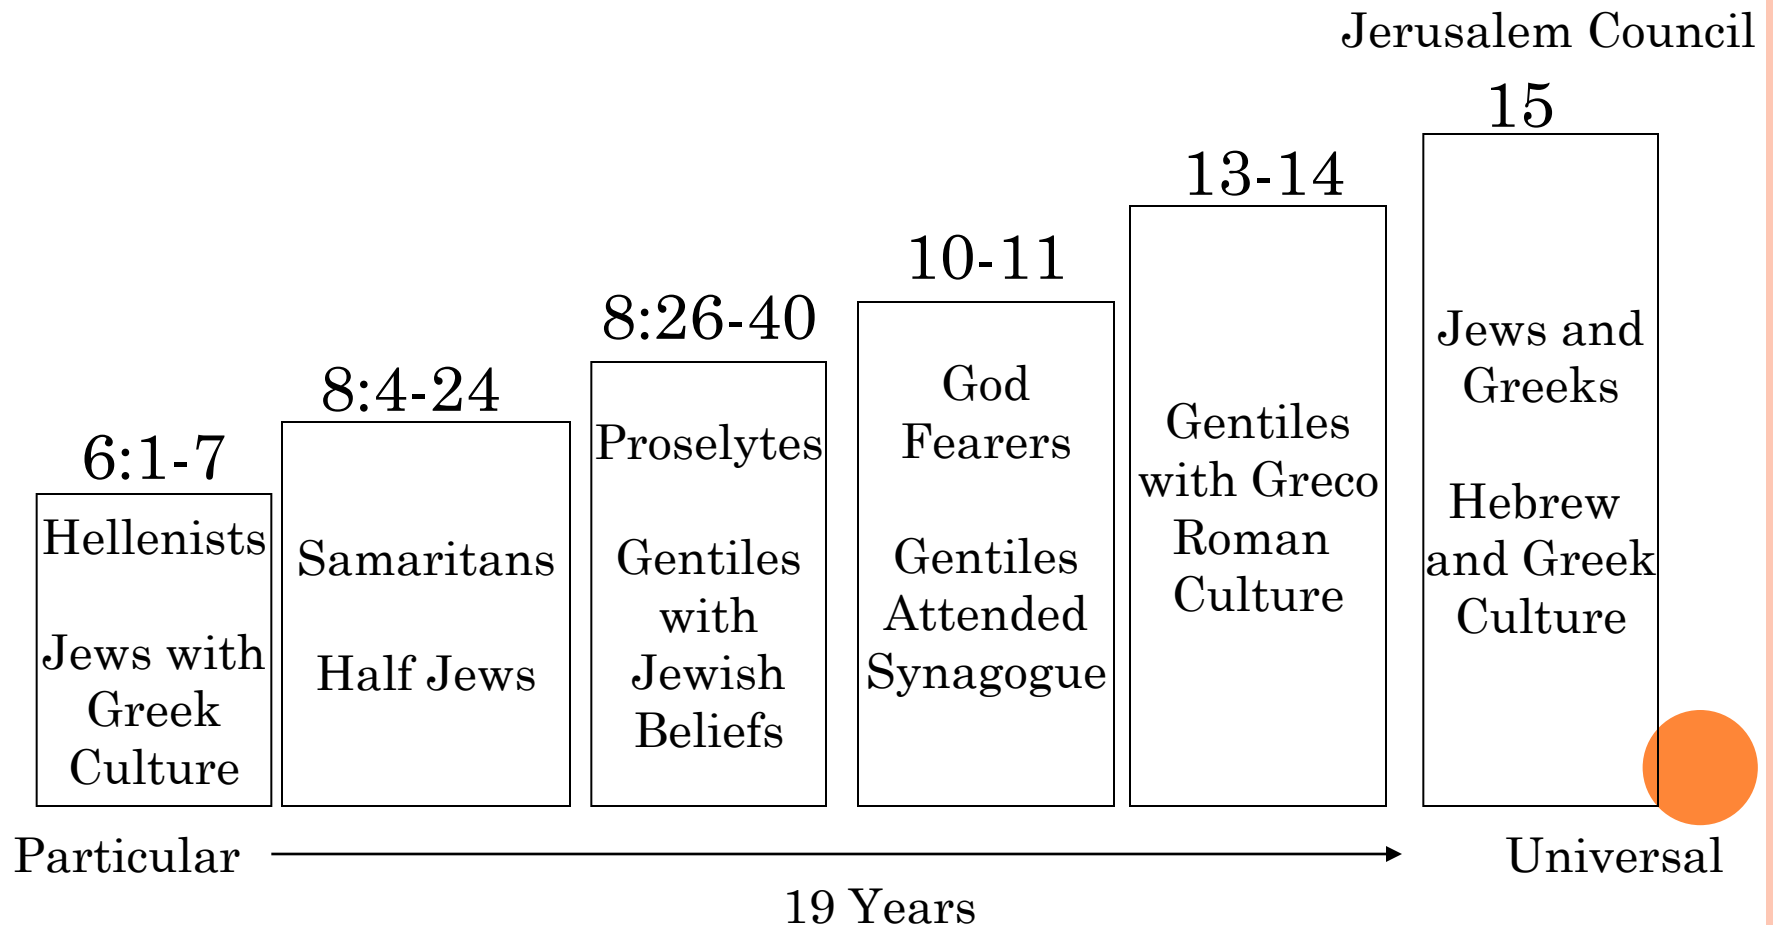 Jerusalem Council
6:1-7
Hellenists
Jews with
Greek
Culture
8:4-24
Samaritans
Half Jews
8:26-40
Proselytes
Gentiles
with
Jewish
Beliefs
10-11
God
Fearers
Gentiles
Attended
Synagogue
13-14
Gentiles
with Greco
Roman
Culture
15
Jews and
Greeks
Hebrew
and Greek
Culture
Particular
Universal
19 Years